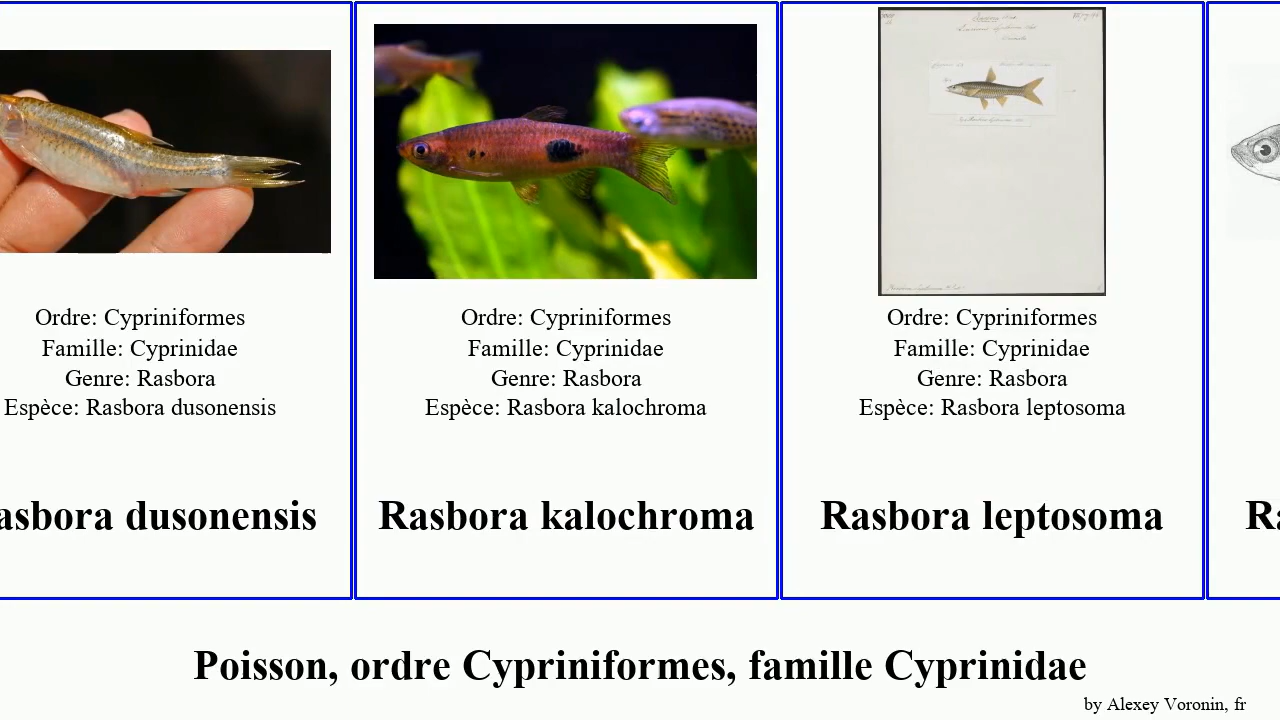 Ordre: Cypriniformes
Famille: Cyprinidae
Genre: Rasbora
Espèce: Rasbora dusonensis
asbora dusonensis
Ordre: Cypriniformes
Famille: Cyprinidae
Genre: Rasbora
Espèce: Rasbora kalochroma
Rasbora kalochroma
Ordre: Cypriniformes
Famille: Cyprinidae
Genre: Rasbora
Espèce: Rasbora leptosoma
Rasbora leptosoma
Ra
Poisson, ordre Cypriniformes, famille Cyprinidae
by Alexey Voronin, fr